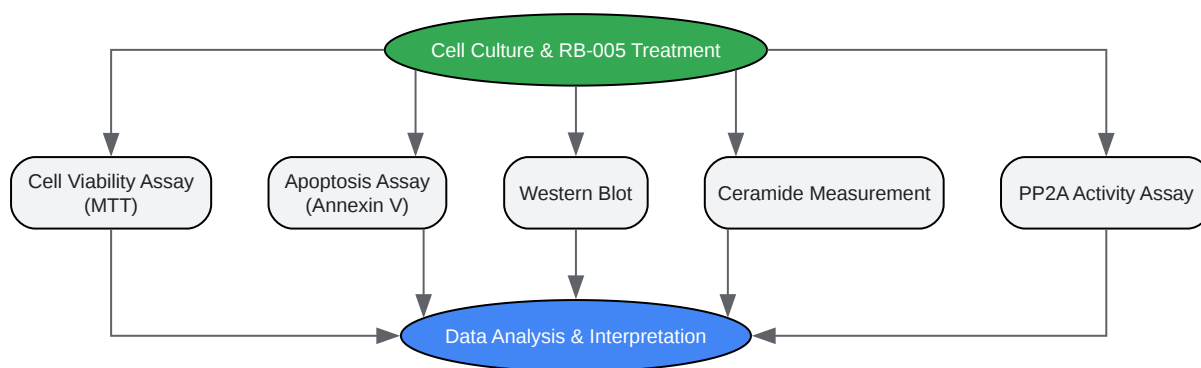 Cell Culture & RB-005 Treatment
Cell Viability Assay
(MTT)
Apoptosis Assay
(Annexin V)
Western Blot
Ceramide Measurement
PP2A Activity Assay
Data Analysis & Interpretation